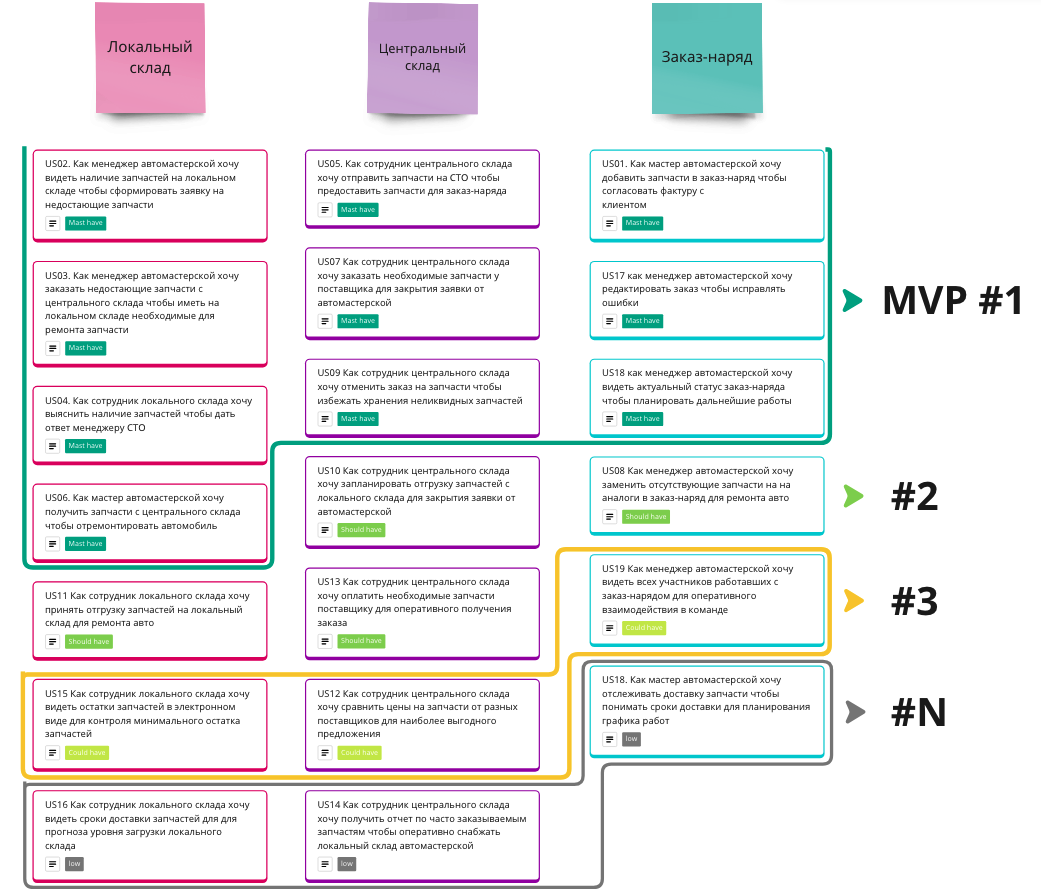 Локальный
склад
Центральный
склад
Заказ-наряд
US02. Как менеджер автомастерской хочу
видеть наличие запчастей на локальном
складе чтобы сформировать заявку на
недостающие запчасти
Mast have
US03. Как менеджер автомастерской хочу
заказать недостающие запчасти с
центрального склада чтобы иметь на
локальном складе необходимые для
ремонта запчасти
Mast have
US04. Как сотрудник локального склада хочу
выяснить наличие запчастей чтобы дать
ответ менеджеру СТО
Mast have
US06. Как мастер автомастерской хочу
получить запчасти с центрального склада
чтобы отремонтировать автомобиль
Mast have
US11 Как сотрудник локального склада хочу
принять отгрузку запчастей на локальный
склад для ремонта авто
Should have
US15 Как сотрудник локального склада хочу
видеть остатки запчастей в электронном
виде для контроля минимального остатка
запчастей
Could have
US16 Как сотрудник локального склада хочу
видеть сроки доставки запчастей для для
прогноза уровня загрузки локального
склада
low
US05. Как сотрудник центрального склада
хочу отправить запчасти на СТО чтобы
предоставить запчасти для заказ-наряда
Mast have
US07 Как сотрудник центрального склада
хочу заказать необходимые запчасти у
поставщика для закрытия заявки от
автомастерской
Mast have
US09 Как сотрудник центрального склада
хочу отменить заказ на запчасти чтобы
избежать хранения неликвидных запчастей
Mast have
US10 Как сотрудник центрального склада
хочу запланировать отгрузку запчастей с
локального склада для закрытия заявки от
автомастерской
Should have
US13 Как сотрудник центрального склада
хочу оплатить необходимые запчасти
поставщику для оперативного получения
заказа
Should have
US12 Как сотрудник центрального склада
хочу сравнить цены на запчасти от разных
поставщиков для наиболее выгодного
предложения
Could have
US14 Как сотрудник центрального склада
хочу получить отчет по часто заказываемым
запчастям чтобы оперативно снабжать
локальный склад автомастерской
low
US01. Как мастер автомастерской хочу
добавить запчасти в заказ-наряд чтобы
согласовать фактуру с
клиентом
Mast have
US17 как менеджер автомастерской хочу
редактировать заказ чтобы исправлять
ошибки
Mast have
US18 как менеджер автомастерской хочу
видеть актуальный статус заказ-наряда
чтобы планировать дальнейшие работы
Mast have
US08 Как менеджер автомастерской хочу
заменить отсутствующие запчасти на на
аналоги в заказ-наряд для ремонта авто
Should have
US19 Как менеджер автомастерской хочу
видеть всех участников работавших с
заказ-нарядом для оперативного
взаимодействия в команде
Could have
US18. Как мастер автомастерской хочу
отслеживать доставку запчасти чтобы
понимать сроки доставки для планирования
графика работ
low
MVP #1
#2
#3
#N